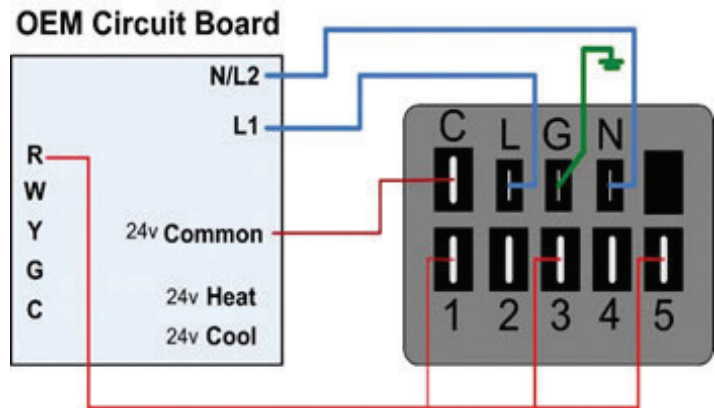 OEM Circuit Board
N/L2
L1
R
W
Y
G
C
24v Common
24v Heat
24v Cool
C L G N
1 2 3 4 5